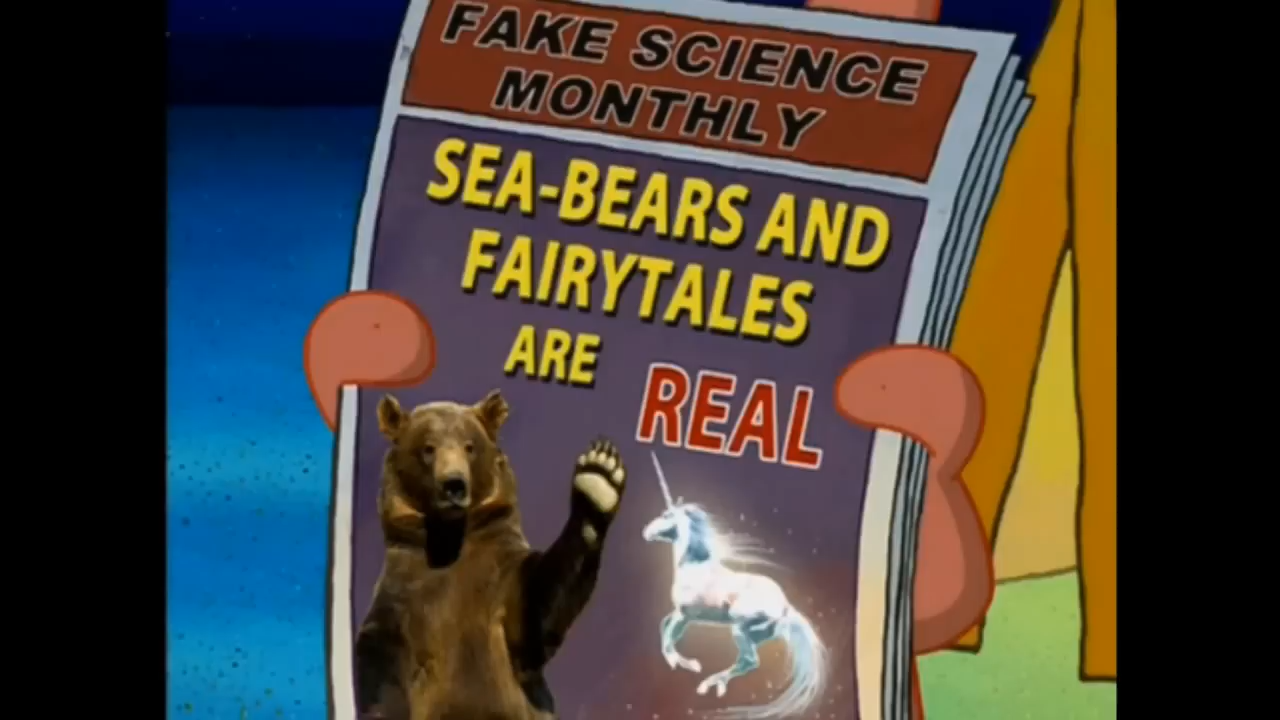 FAKE SCIENCE
MONTHLY
SEA-BEARS AND
FAIRYTALES
ARE REAL